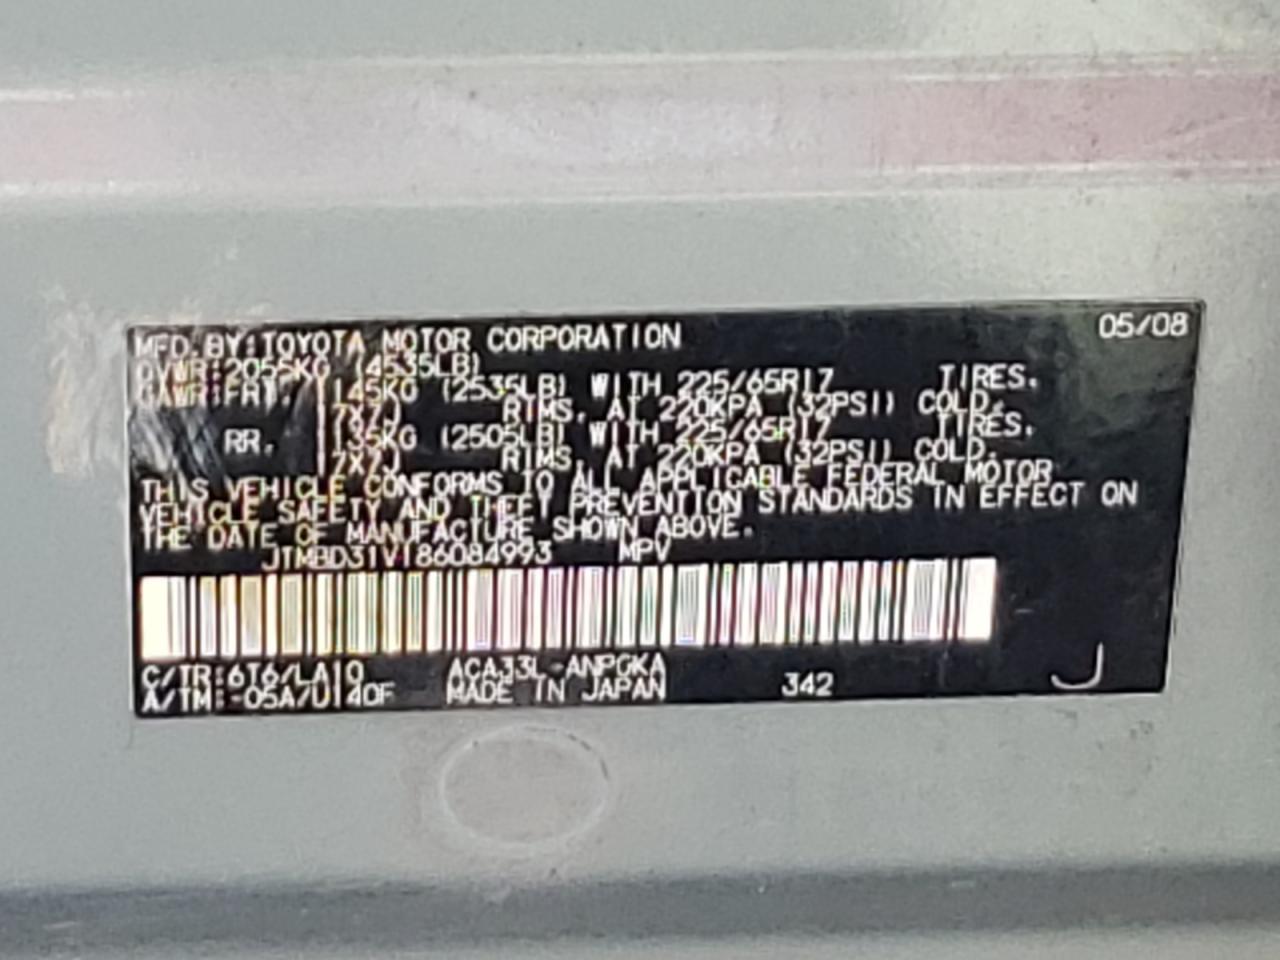 MFD. BY: TOYOTA MOTOR CORPORATION 05/08
GVWR: 2055KG (4535LB)
GAWR: FRT. 1145KG (2535LB) WITH 225/65R17 TIRES,
17X7J RIMS, AT 220KPA (32PSI) COLD.
RR. 1135KG (2505LB) WITH 225/65R17 TIRES,
17X7J RIMS, AT 220KPA (32PSI) COLD.
THIS VEHICLE CONFORMS TO ALL APPLICABLE FEDERAL MOTOR
VEHICLE SAFETY AND THEFT PREVENTION STANDARDS IN EFFECT ON
THE DATE OF MANUFACTURE SHOWN ABOVE.
JTMBD31V186084993 MPV
C/TR: 6T6/LA10 ACA33L-ANPGKA
A/TM: -05A/U140F MADE IN JAPAN 342 J